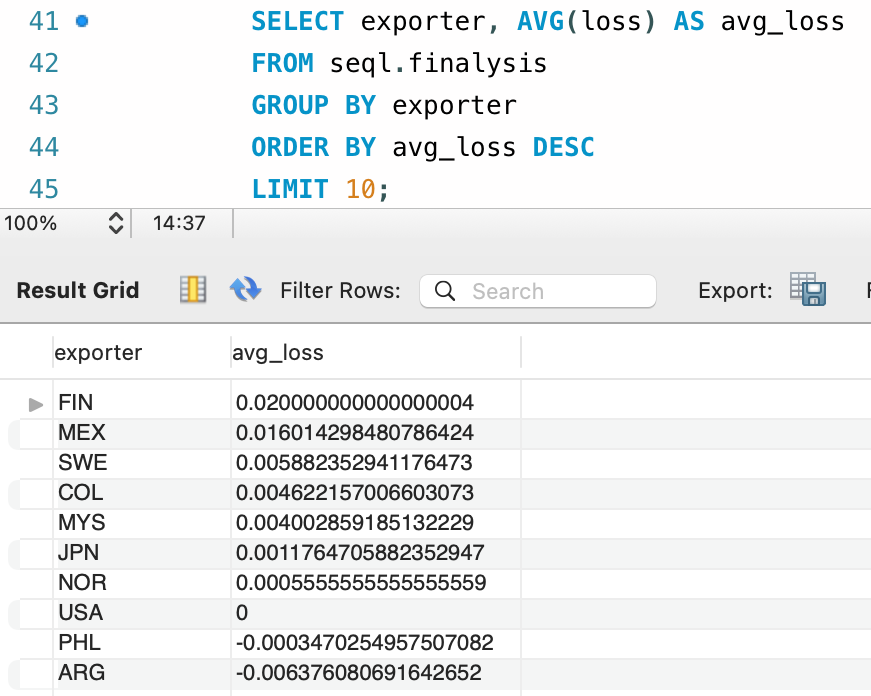 41 SELECT exporter, AVG(loss) AS avg_loss
42 FROM seql.finalysis
43 GROUP BY exporter
44 ORDER BY avg_loss DESC
45 LIMIT 10;
100% 14:37
Result Grid Filter Rows: Search Export:
exporter avg_loss
FIN 0.020000000000000004
MEX 0.016014298480786424
SWE 0.005882352941176473
COL 0.004622157006603073
MYS 0.004002859185132229
JPN 0.0011764705882352947
NOR 0.0005555555555555559
USA 0
PHL -0.0003470254957507082
ARG -0.006376080691642652